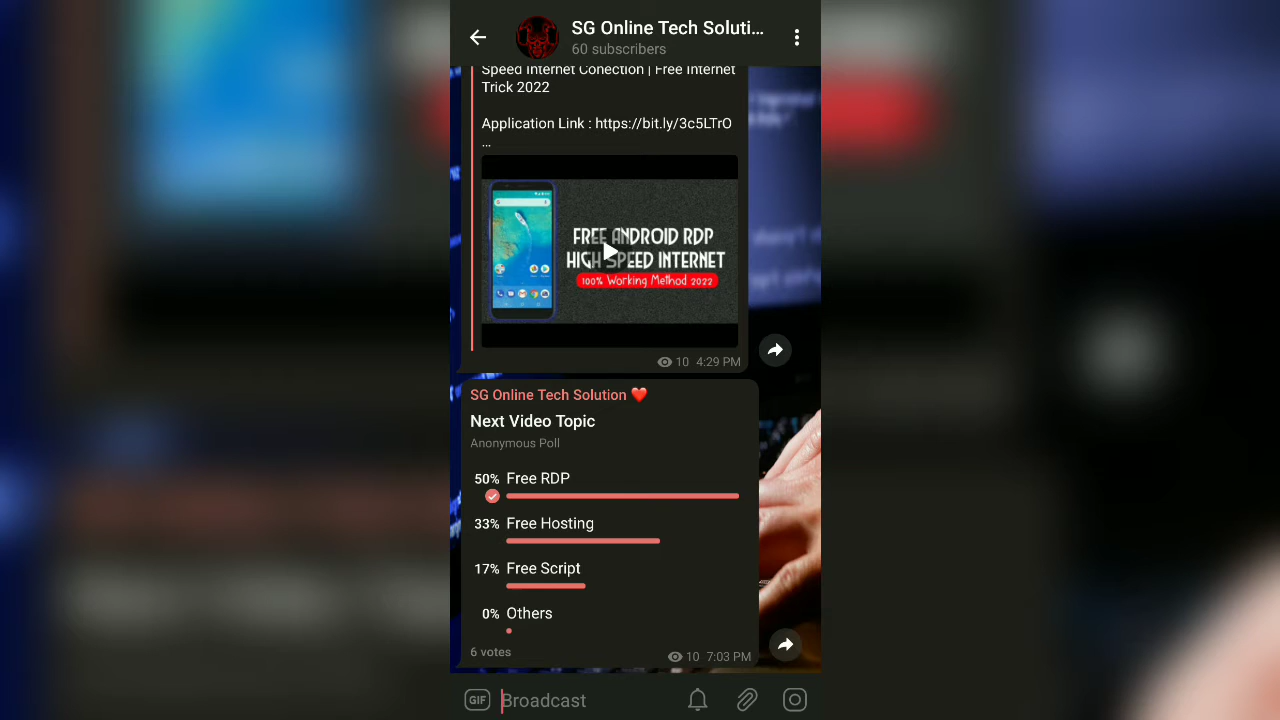 SG Online Tech Soluti...
60 subscribers
Speed Internet Conection | Free Internet
Trick 2022
Application Link : https://bit.ly/3c5LTrO
...
FREE ANDROID RDP
HIGH SPEED INTERNET
100% Working Method 2022
10 4:29 PM
SG Online Tech Solution ❤️
Next Video Topic
Anonymous Poll
50% Free RDP
33% Free Hosting
17% Free Script
0% Others
6 votes
10 7:03 PM
GIF
Broadcast